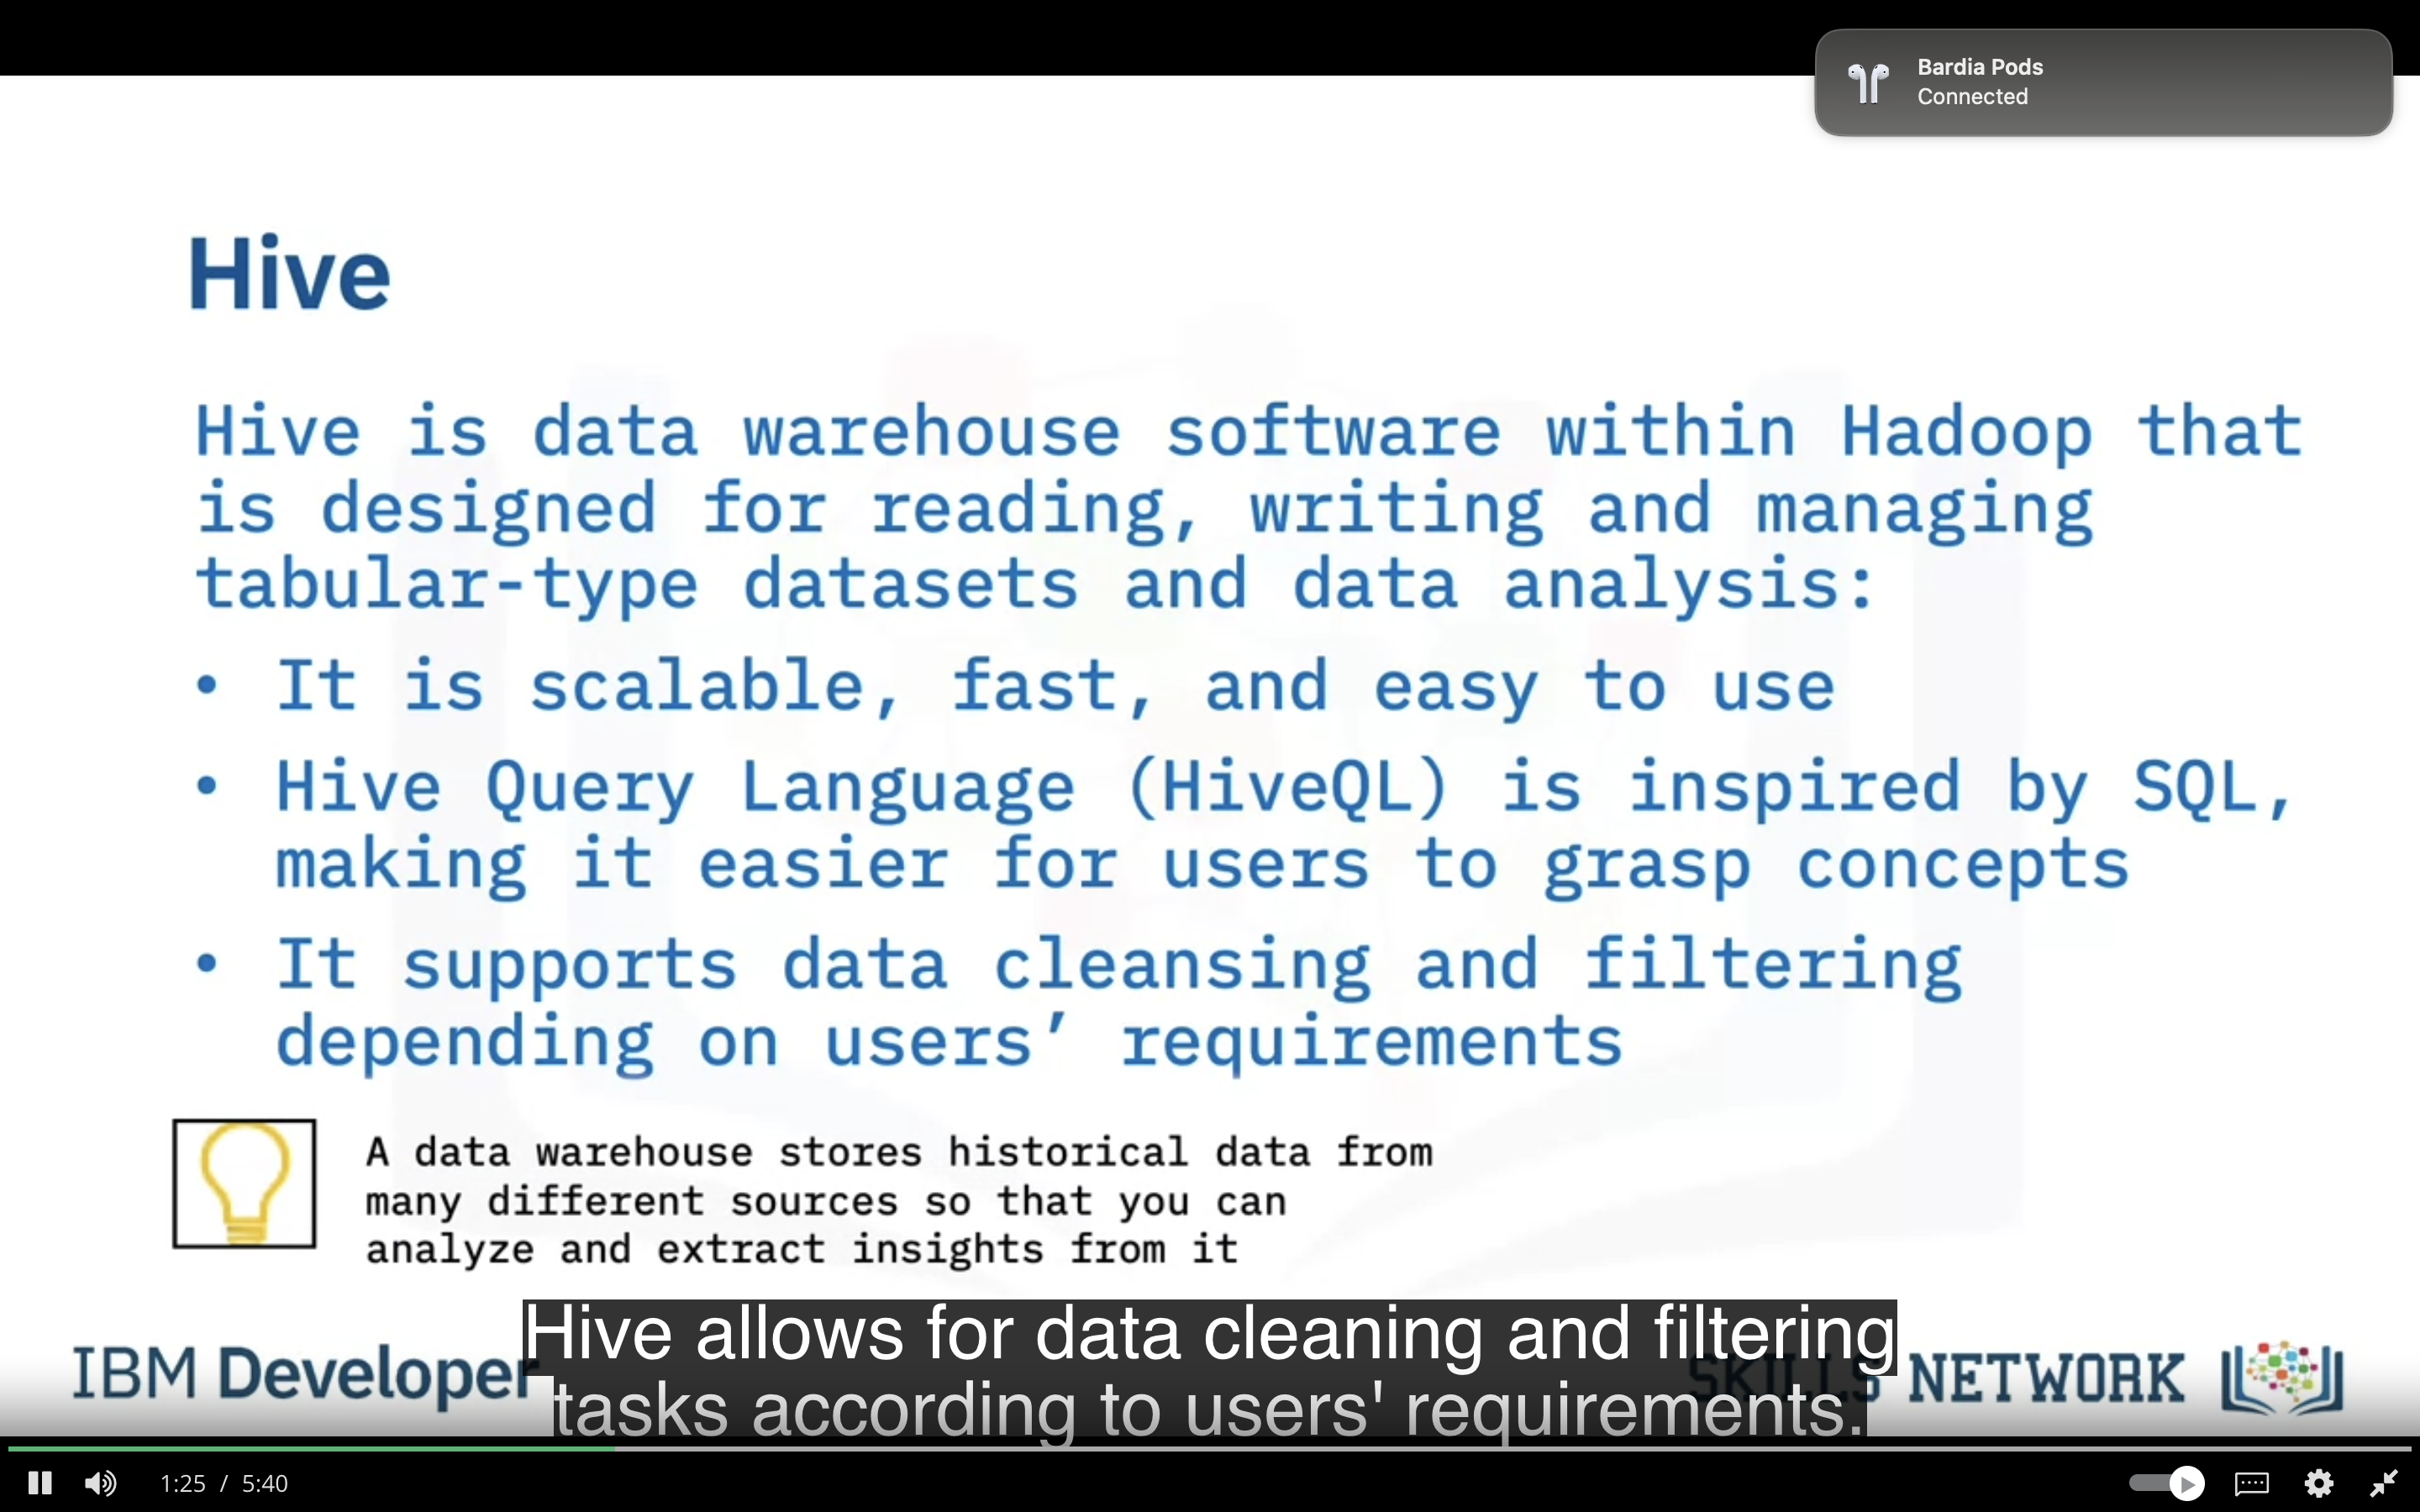 Bardia Pods
Connected
Hive
Hive is data warehouse software within Hadoop that
is designed for reading, writing and managing
tabular-type datasets and data analysis:
• It is scalable, fast, and easy to use
• Hive Query Language (HiveQL) is inspired by SQL,
making it easier for users to grasp concepts
• It supports data cleansing and filtering
depending on users’ requirements
A data warehouse stores historical data from
many different sources so that you can
analyze and extract insights from it
Hive allows for data cleaning and filtering
tasks according to users' requirements.
IBM Developer
SKILLS NETWORK
1:25 / 5:40